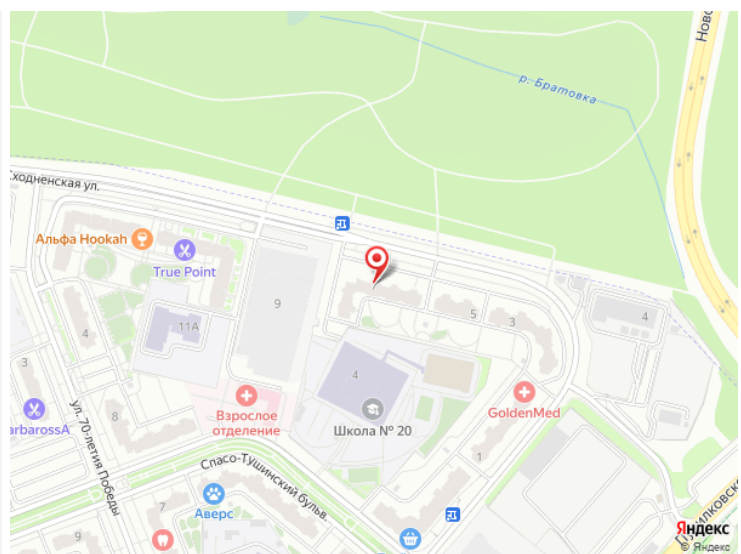 Ново
р. Братовка
Сходненская ул.
Альфа Hookah
True Point
9
11А
4
5
3
4
4
3
arbarossA
ул. 70-летия Победы
8
Взрослое
отделение
Школа № 20
GoldenMed
1
Спасо-Тушинский бульв.
7
Аверс
Путилковско
Яндекс
© Яндекс